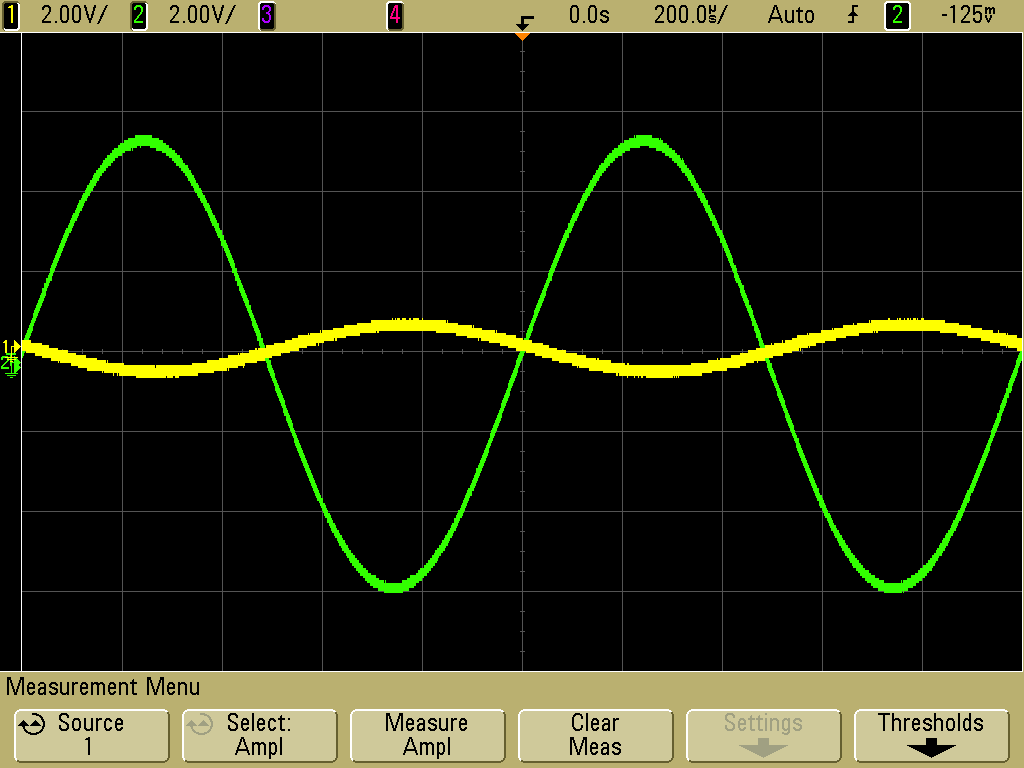 1 2.00V/ 2 2.00V/ 3 4 0.0s 200.0µs/ Auto 2 -125mV
1
2
Measurement Menu
Source
1
Select:
Ampl
Measure
Ampl
Clear
Meas
Settings
Thresholds